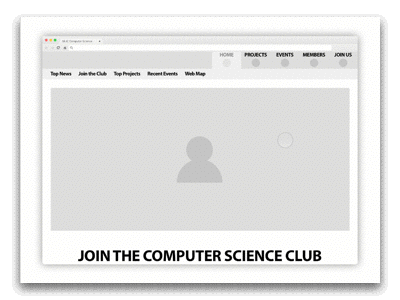 HOME PROJECTS EVENTS MEMBERS JOIN US
Top News Join the Club Top Projects Recent Events Web Map
JOIN THE COMPUTER SCIENCE CLUB